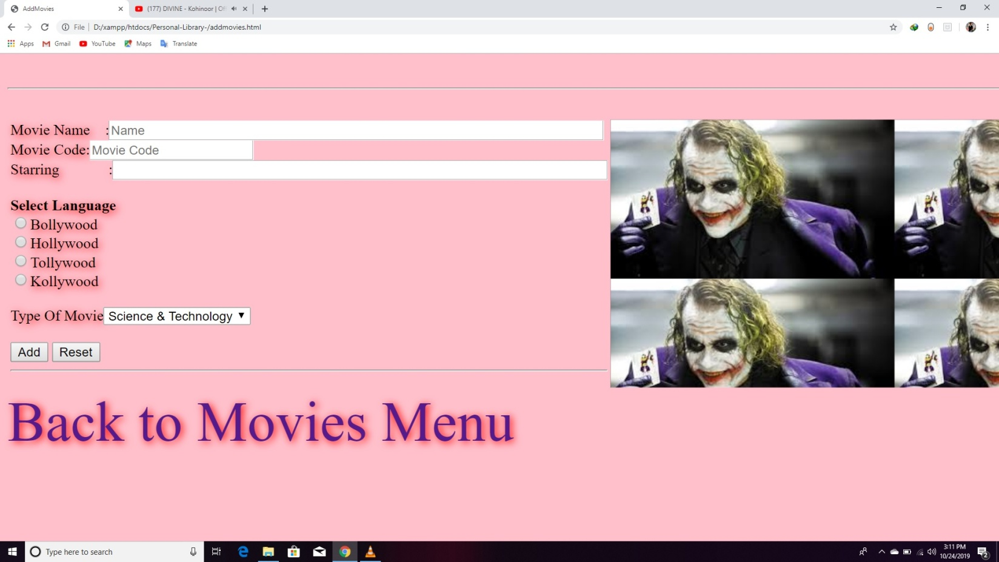 AddMovies
(177) DIVINE - Kohinoor | Of
File
D:/xampp/htdocs/Personal-Library-/addmovies.html
Apps
Gmail
YouTube
Maps
Translate
Movie Name :
Name
Movie Code:
Movie Code
Starring :
Select Language
Bollywood
Hollywood
Tollywood
Kollywood
Type Of Movie
Science & Technology
Add
Reset
Back to Movies Menu
Type here to search
3:11 PM
10/24/2019
2